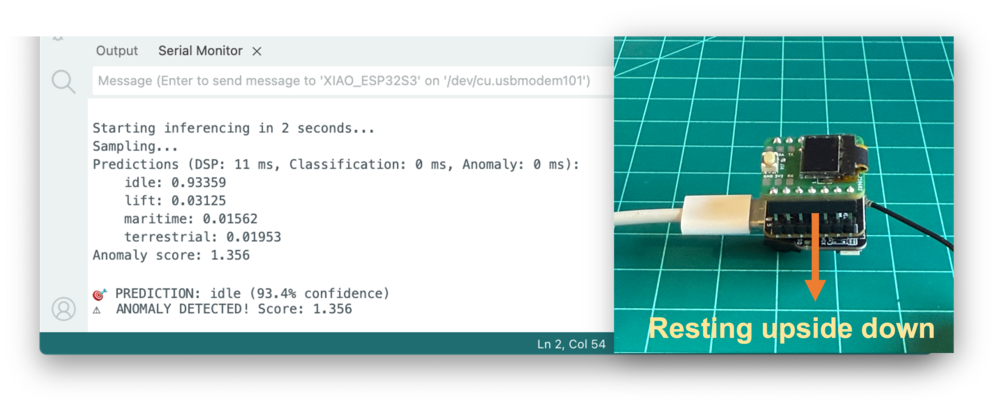 Output Serial Monitor ×
Message (Enter to send message to 'XIAO_ESP32S3' on '/dev/cu.usbmodem101')
Starting inferencing in 2 seconds...
Sampling...
Predictions (DSP: 11 ms, Classification: 0 ms, Anomaly: 0 ms):
idle: 0.93359
lift: 0.03125
maritime: 0.01562
terrestrial: 0.01953
Anomaly score: 1.356
🎯 PREDICTION: idle (93.4% confidence)
⚠ ANOMALY DETECTED! Score: 1.356
Ln 2, Col 54
Resting upside down